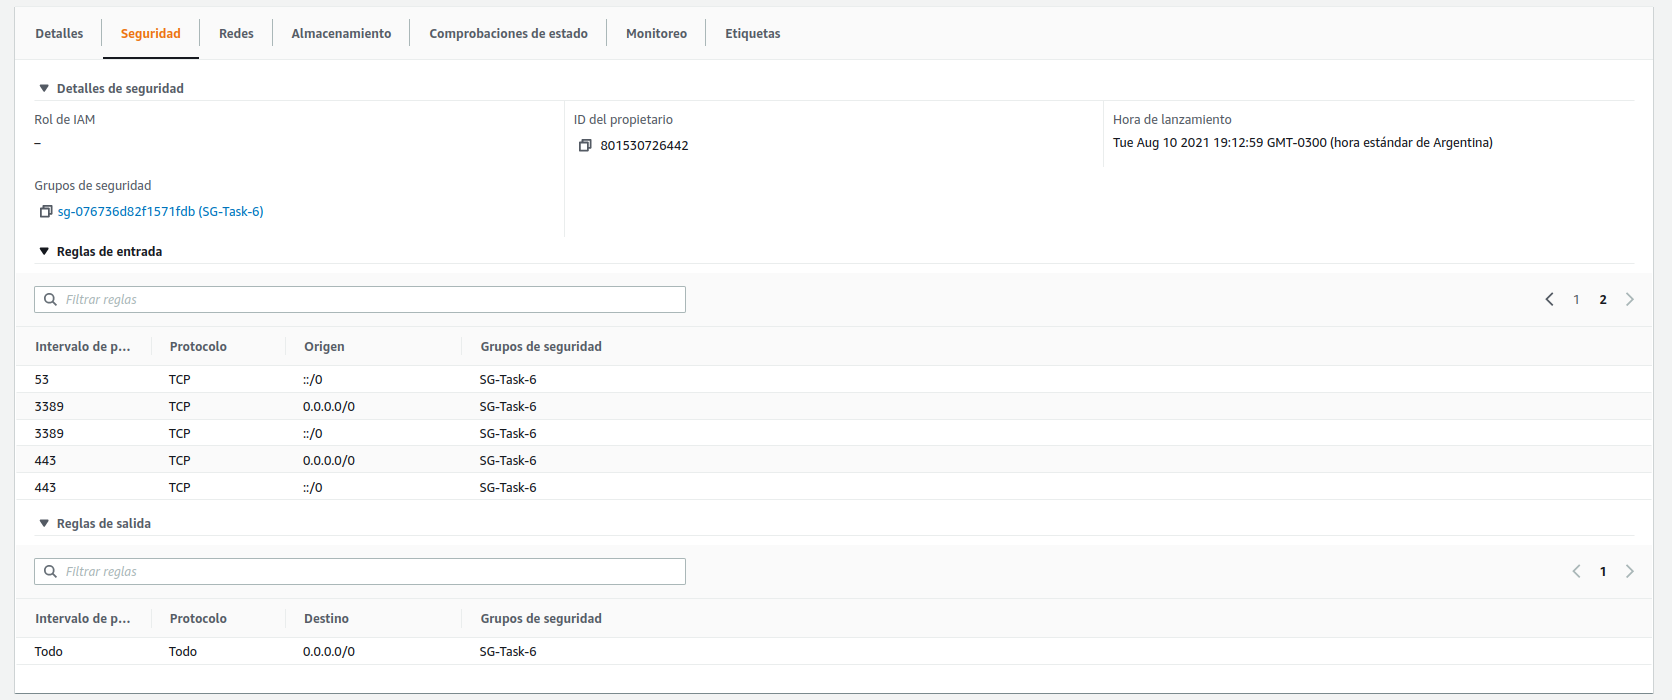 Detalles Seguridad Redes Almacenamiento Comprobaciones de estado Monitoreo Etiquetas
Detalles de seguridad
Rol de IAM ID del propietario Hora de lanzamiento
– 801530726442 Tue Aug 10 2021 19:12:59 GMT-0300 (hora estándar de Argentina)
Grupos de seguridad
sg-076736d82f1571fdb (SG-Task-6)
Reglas de entrada
Filtrar reglas 1 2
Intervalo de p... Protocolo Origen Grupos de seguridad
53 TCP ::/0 SG-Task-6
3389 TCP 0.0.0.0/0 SG-Task-6
3389 TCP ::/0 SG-Task-6
443 TCP 0.0.0.0/0 SG-Task-6
443 TCP ::/0 SG-Task-6
Reglas de salida
Filtrar reglas 1
Intervalo de p... Protocolo Destino Grupos de seguridad
Todo Todo 0.0.0.0/0 SG-Task-6